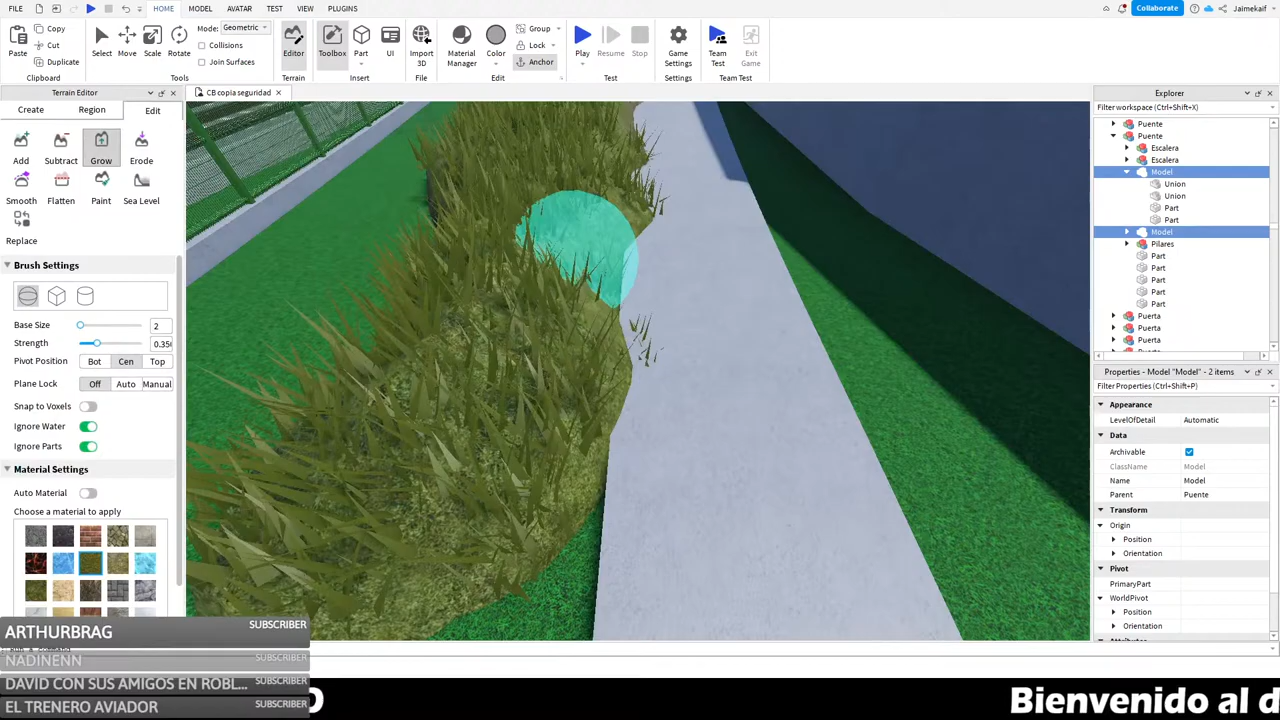 FILE
HOME MODEL AVATAR TEST VIEW PLUGINS
Collaborate
Jaimekaif
Paste
Copy
Cut
Duplicate
Clipboard
Select
Move
Scale
Rotate
Mode: Geometric
Collisions
Join Surfaces
Tools
Editor
Terrain
Toolbox
Part
UI
Insert
Import 3D
File
Material Manager
Color
Group
Lock
Anchor
Edit
Play
Resume
Stop
Test
Game Settings
Settings
Team Test
Exit Game
Team Test
Terrain Editor
Create Region Edit
Add Subtract Grow Erode
Smooth Flatten Paint Sea Level
Replace
Brush Settings
Base Size 2
Strength 0.35
Pivot Position Bot Cen Top
Plane Lock Off Auto Manual
Snap to Voxels
Ignore Water
Ignore Parts
Material Settings
Auto Material
Choose a material to apply
CB copia seguridad
Explorer
Filter workspace (Ctrl+Shift+X)
Puente
Puente
Escalera
Escalera
Model
Union
Union
Part
Part
Model
Pilares
Part
Part
Part
Part
Part
Puerta
Puerta
Puerta
Properties - Model "Model" - 2 items
Filter Properties (Ctrl+Shift+P)
Appearance
LevelOfDetail Automatic
Data
Archivable
ClassName Model
Name Model
Parent Puente
Transform
Origin
Position
Orientation
Pivot
PrimaryPart
WorldPivot
Position
Orientation
ARTHURBRAG SUBSCRIBER
NADINENN SUBSCRIBER
DAVID CON SUS AMIGOS EN ROBL... SUBSCRIBER
EL TRENERO AVIADOR SUBSCRIBER
O Bienvenido al d